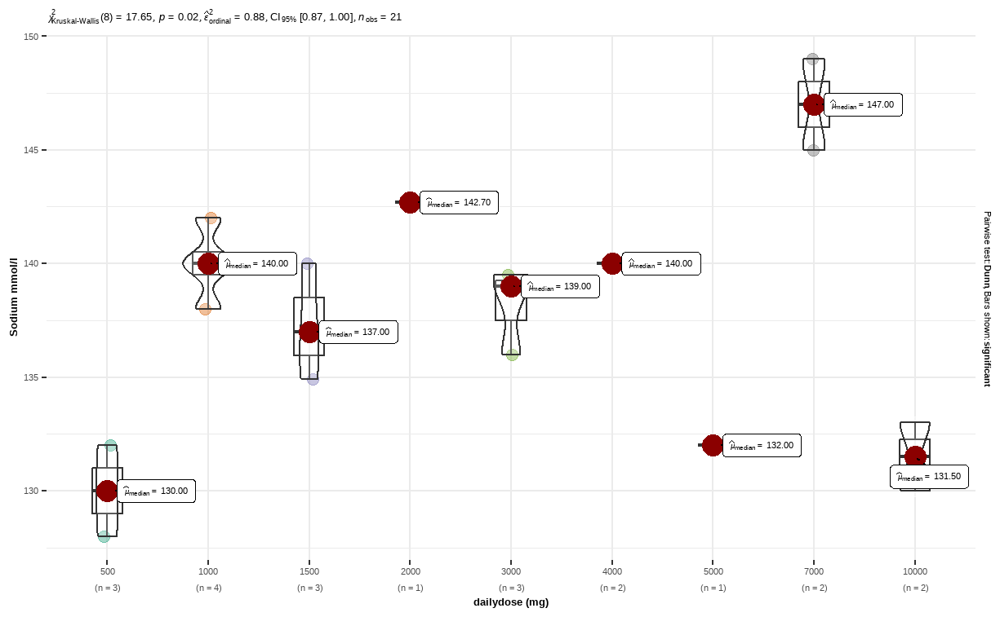 χ²Kruskal-Wallis(8) = 17.65, p = 0.02, ε̂²ordinal = 0.88, CI95% [0.87, 1.00], nobs = 21
150
145
140
135
130
Sodium mmol/l
μ̂median = 147.00
μ̂median = 142.70
μ̂median = 140.00
μ̂median = 140.00
μ̂median = 139.00
μ̂median = 137.00
μ̂median = 132.00
μ̂median = 131.50
μ̂median = 130.00
Pairwise test: Dunn, Bars shown: significant
500 1000 1500 2000 3000 4000 5000 7000 10000
(n = 3) (n = 4) (n = 3) (n = 1) (n = 3) (n = 2) (n = 1) (n = 2) (n = 2)
dailydose (mg)